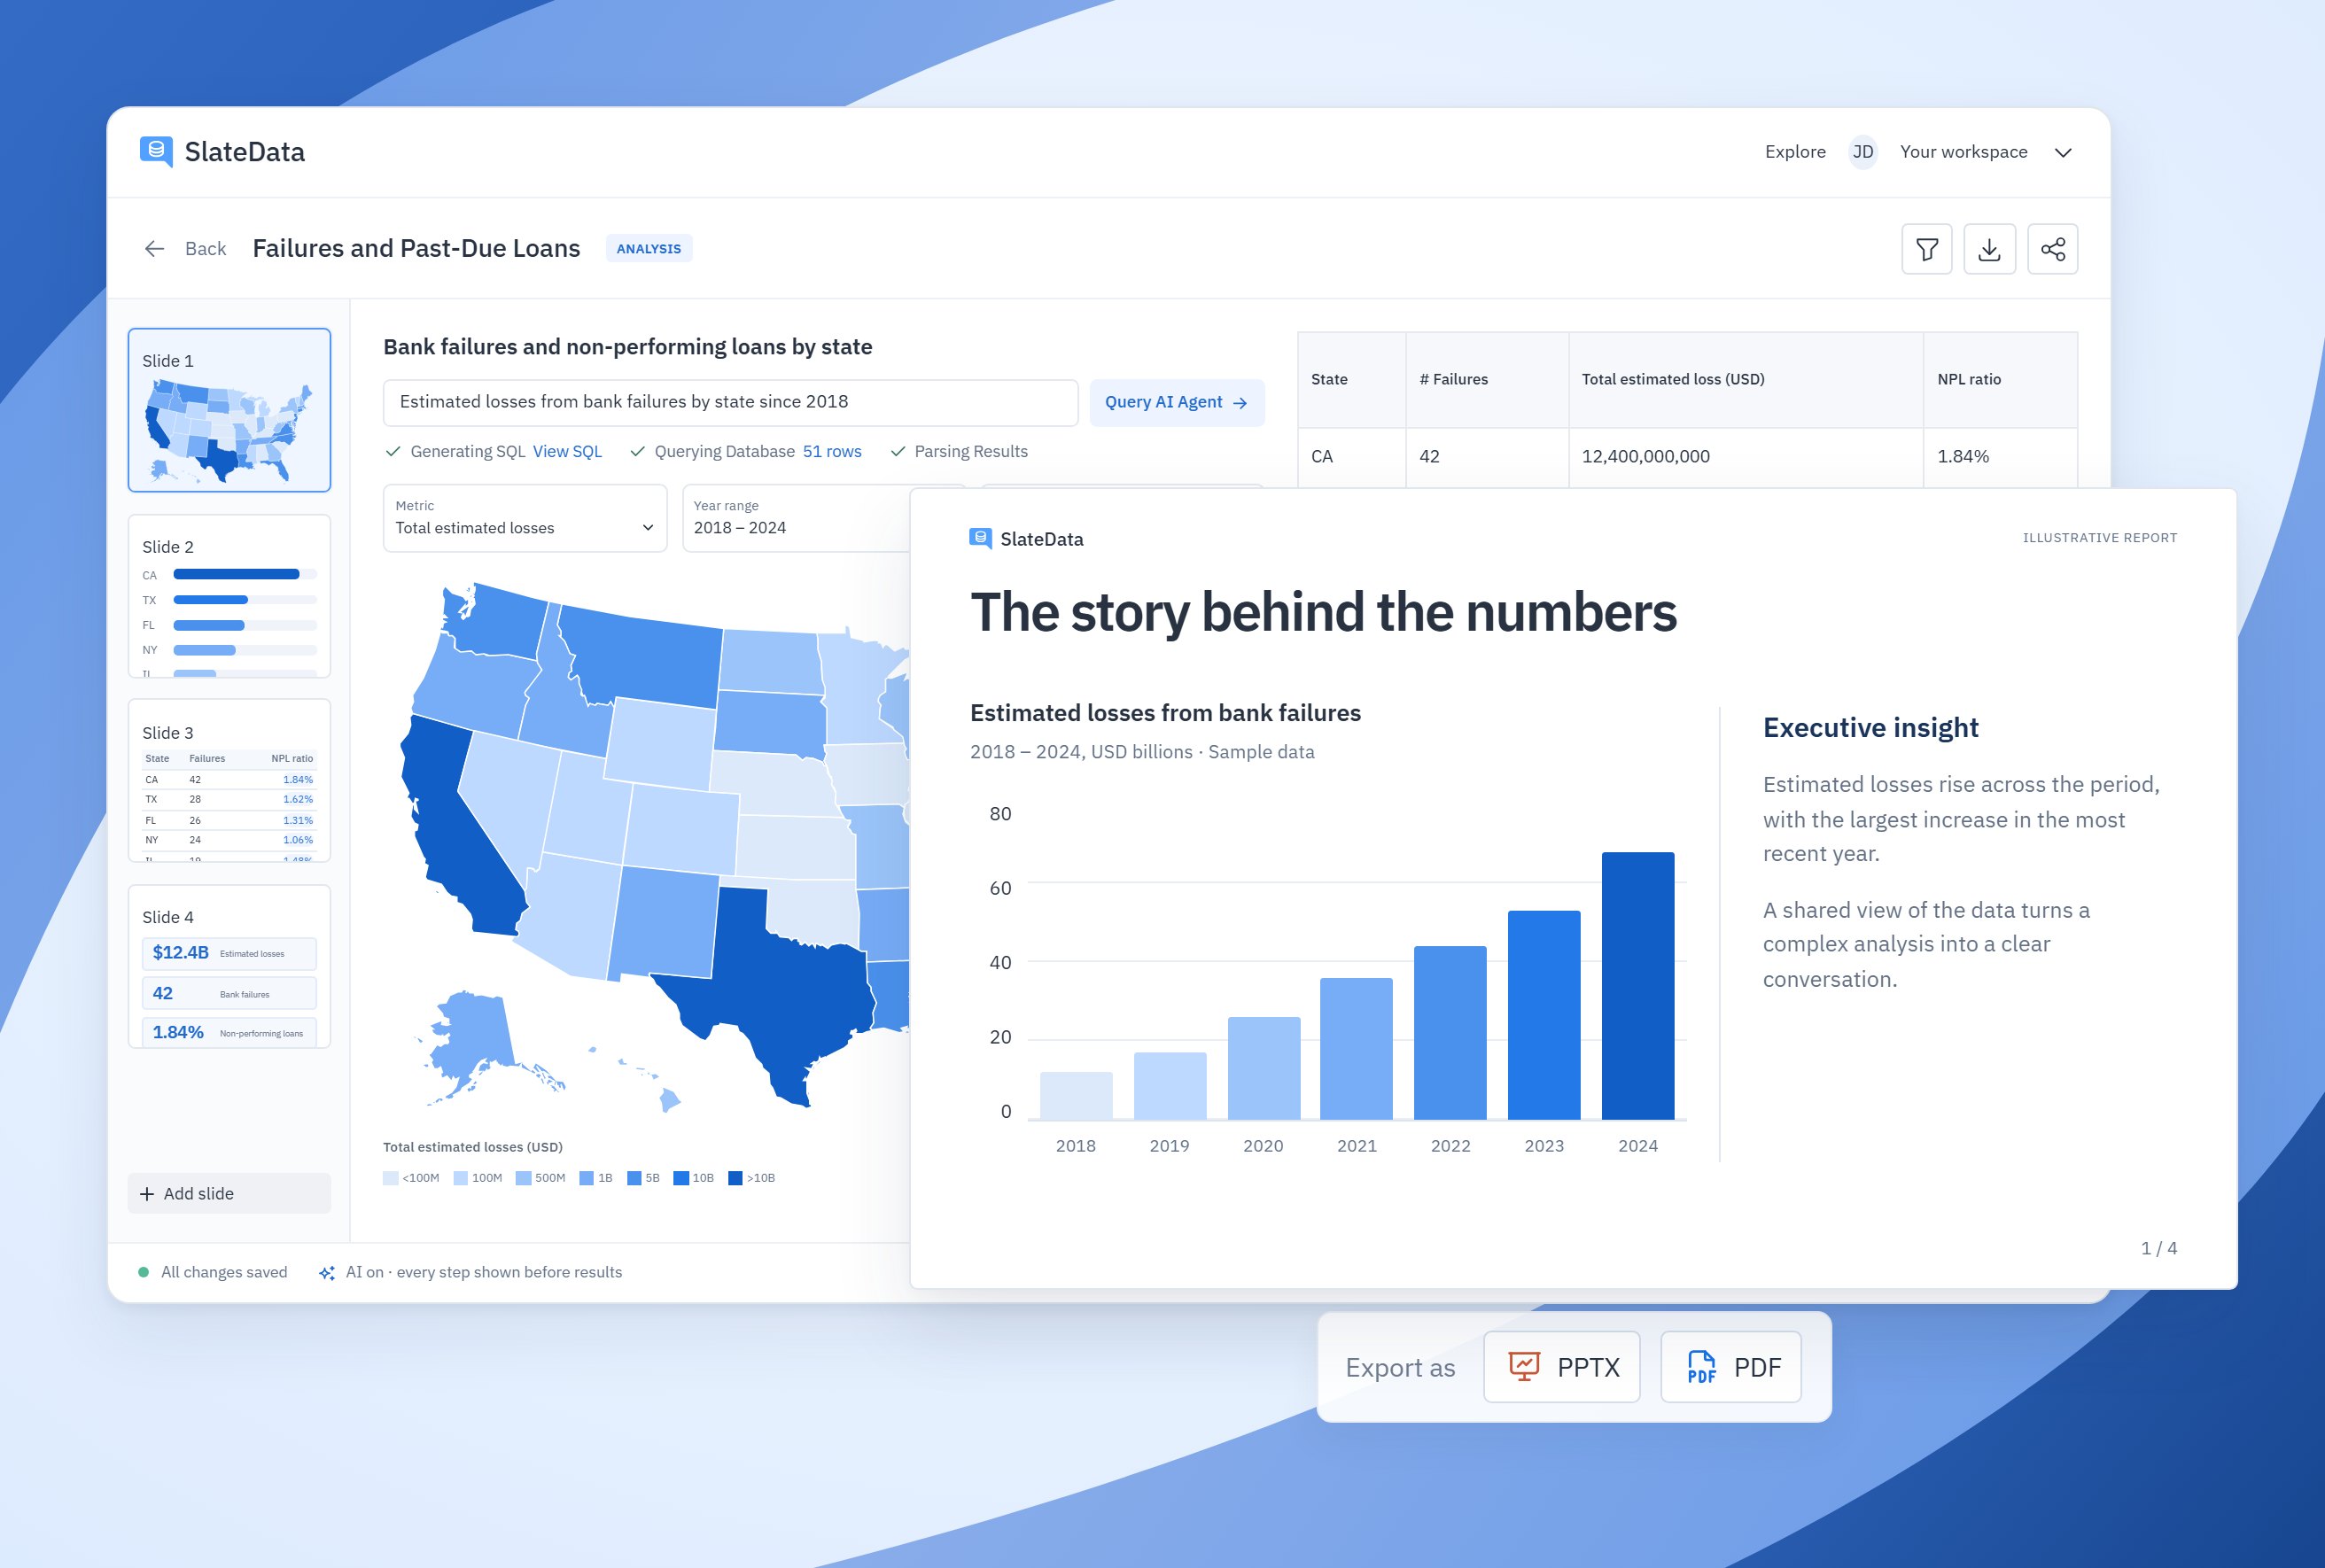 SlateData
Explore JD Your workspace
Back Failures and Past-Due Loans ANALYSIS
Slide 1
Slide 2
CA
TX
FL
NY
Slide 3
State Failures NPL ratio
CA 42 1.84%
TX 28 1.62%
FL 26 1.31%
NY 24 1.06%
IL 19 1.48%
Slide 4
$12.4B Estimated losses
42 Bank failures
1.84% Non-performing loans
Add slide
Bank failures and non-performing loans by state
Estimated losses from bank failures by state since 2018
Query AI Agent
Generating SQL View SQL Querying Database 51 rows Parsing Results
Metric
Total estimated losses
Year range
2018 – 2024
State # Failures Total estimated loss (USD) NPL ratio
CA 42 12,400,000,000 1.84%
Total estimated losses (USD)
<100M 100M 500M 1B 5B 10B >10B
All changes saved AI on · every step shown before results
SlateData
ILLUSTRATIVE REPORT
The story behind the numbers
Estimated losses from bank failures
2018 – 2024, USD billions · Sample data
80
60
40
20
0
2018 2019 2020 2021 2022 2023 2024
Executive insight
Estimated losses rise across the period,
with the largest increase in the most
recent year.
A shared view of the data turns a
complex analysis into a clear
conversation.
1 / 4
Export as PPTX PDF PDF